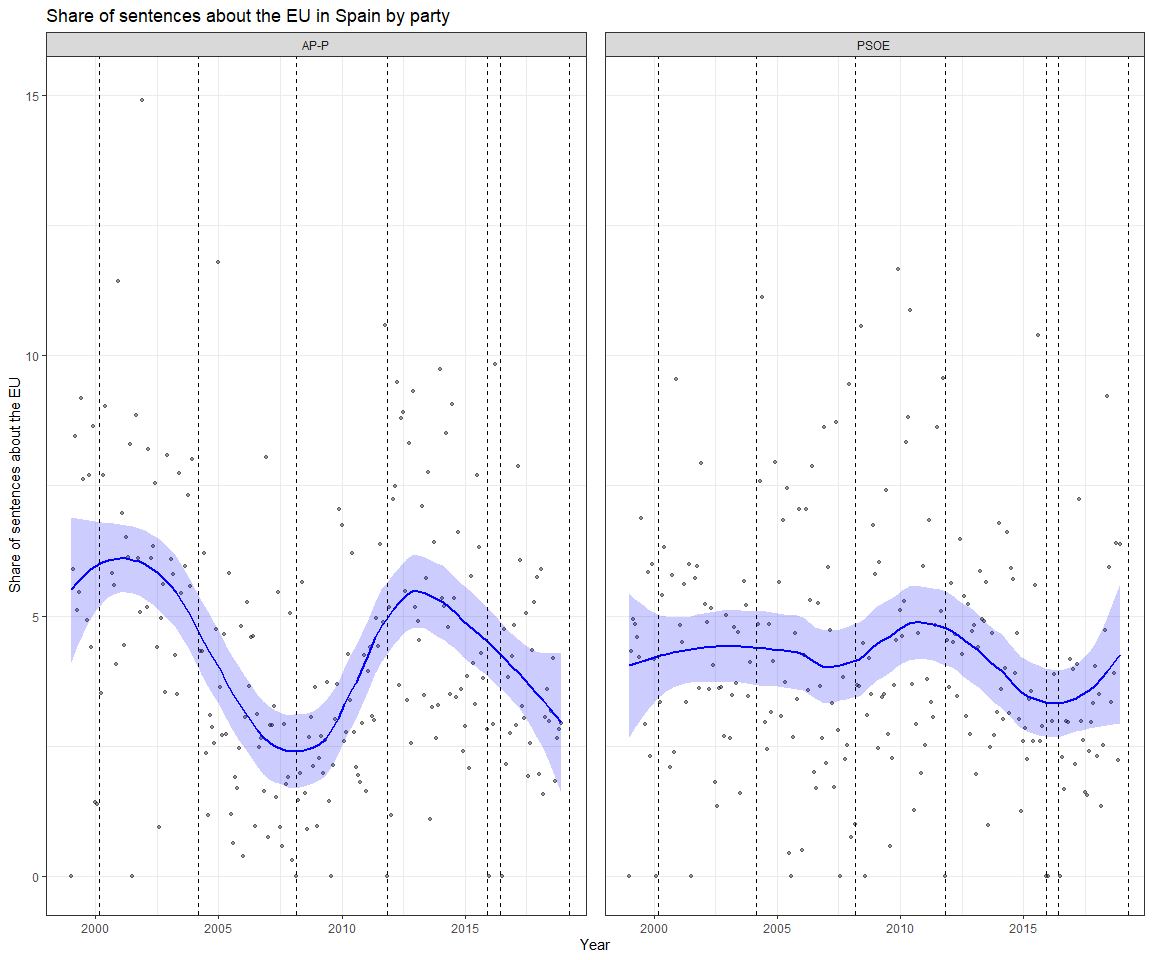 Share of sentences about the EU in Spain by party
AP-P
PSOE
15
10
5
0
Share of sentences about the EU
2000
2005
2010
2015
2000
2005
2010
2015
Year